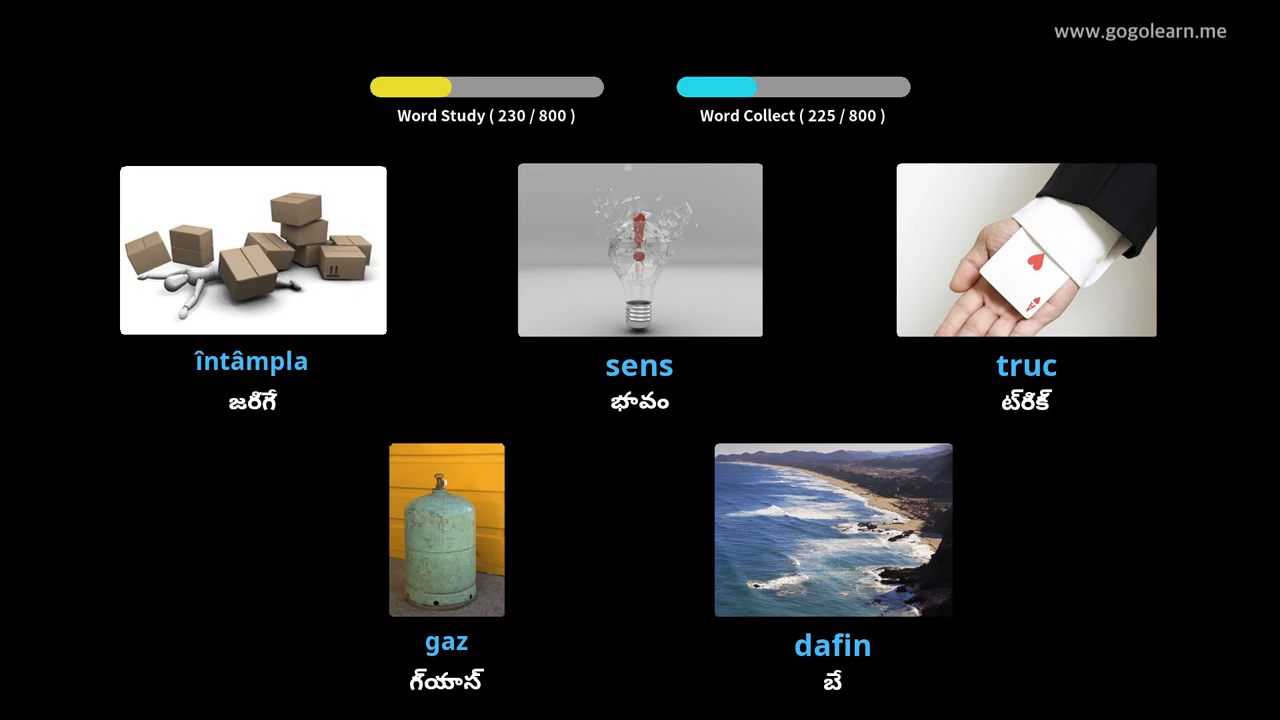 www.gogolearn.me
Word Study ( 230 / 800 )
Word Collect ( 225 / 800 )
întâmpla
జరిగే
sens
భావం
truc
ట్రిక్
gaz
గ్యాస్
dafin
బే